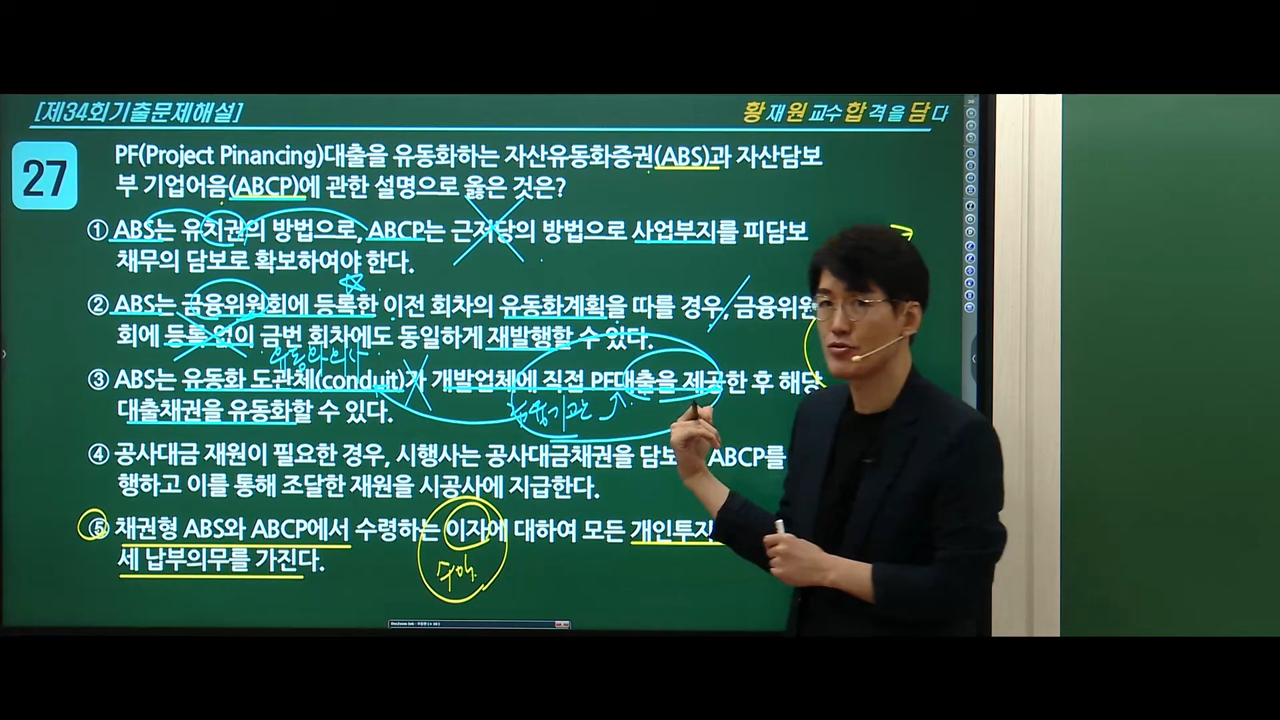 [제34회기출문제해설]
황재원 교수 합격을 담다
27
PF(Project Pinancing)대출을 유동화하는 자산유동화증권(ABS)과 자산담보
부 기업어음(ABCP)에 관한 설명으로 옳은 것은?
① ABS는 유치권의 방법으로, ABCP는 근저당의 방법으로 사업부지를 피담보
채무의 담보로 확보하여야 한다.
② ABS는 금융위원회에 등록한 이전 회차의 유동화계획을 따를 경우, 금융위원
회에 등록 없이 금번 회차에도 동일하게 재발행할 수 있다.
유동화회사
③ ABS는 유동화 도관체(conduit)가 개발업체에 직접 PF대출을 제공한 후 해당
대출채권을 유동화할 수 있다.
금융기관
④ 공사대금 재원이 필요한 경우, 시행사는 공사대금채권을 담보 ABCP를
행하고 이를 통해 조달한 재원을 시공사에 지급한다.
⑤ 채권형 ABS와 ABCP에서 수령하는 이자에 대하여 모든 개인투자
세 납부의무를 가진다.